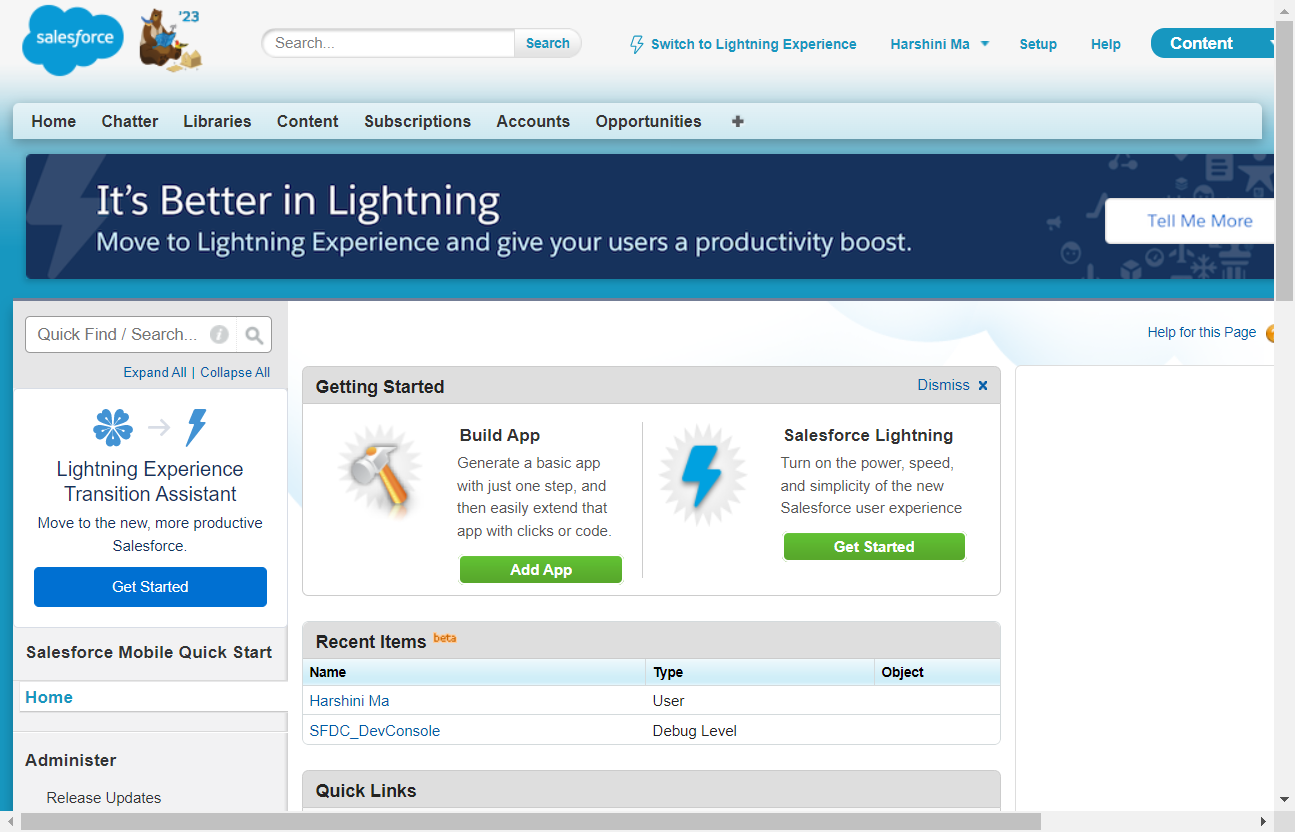 salesforce
'23
Search...
Search
Switch to Lightning Experience
Harshini Ma
Setup
Help
Content
Home
Chatter
Libraries
Content
Subscriptions
Accounts
Opportunities
It's Better in Lightning
Move to Lightning Experience and give your users a productivity boost.
Tell Me More
Quick Find / Search...
Expand All | Collapse All
Lightning Experience
Transition Assistant
Move to the new, more productive
Salesforce.
Get Started
Salesforce Mobile Quick Start
Home
Administer
Release Updates
Help for this Page
Getting Started
Dismiss
Build App
Generate a basic app
with just one step, and
then easily extend that
app with clicks or code.
Add App
Salesforce Lightning
Turn on the power, speed,
and simplicity of the new
Salesforce user experience
Get Started
Recent Items beta
Name Type Object
Harshini Ma User
SFDC_DevConsole Debug Level
Quick Links